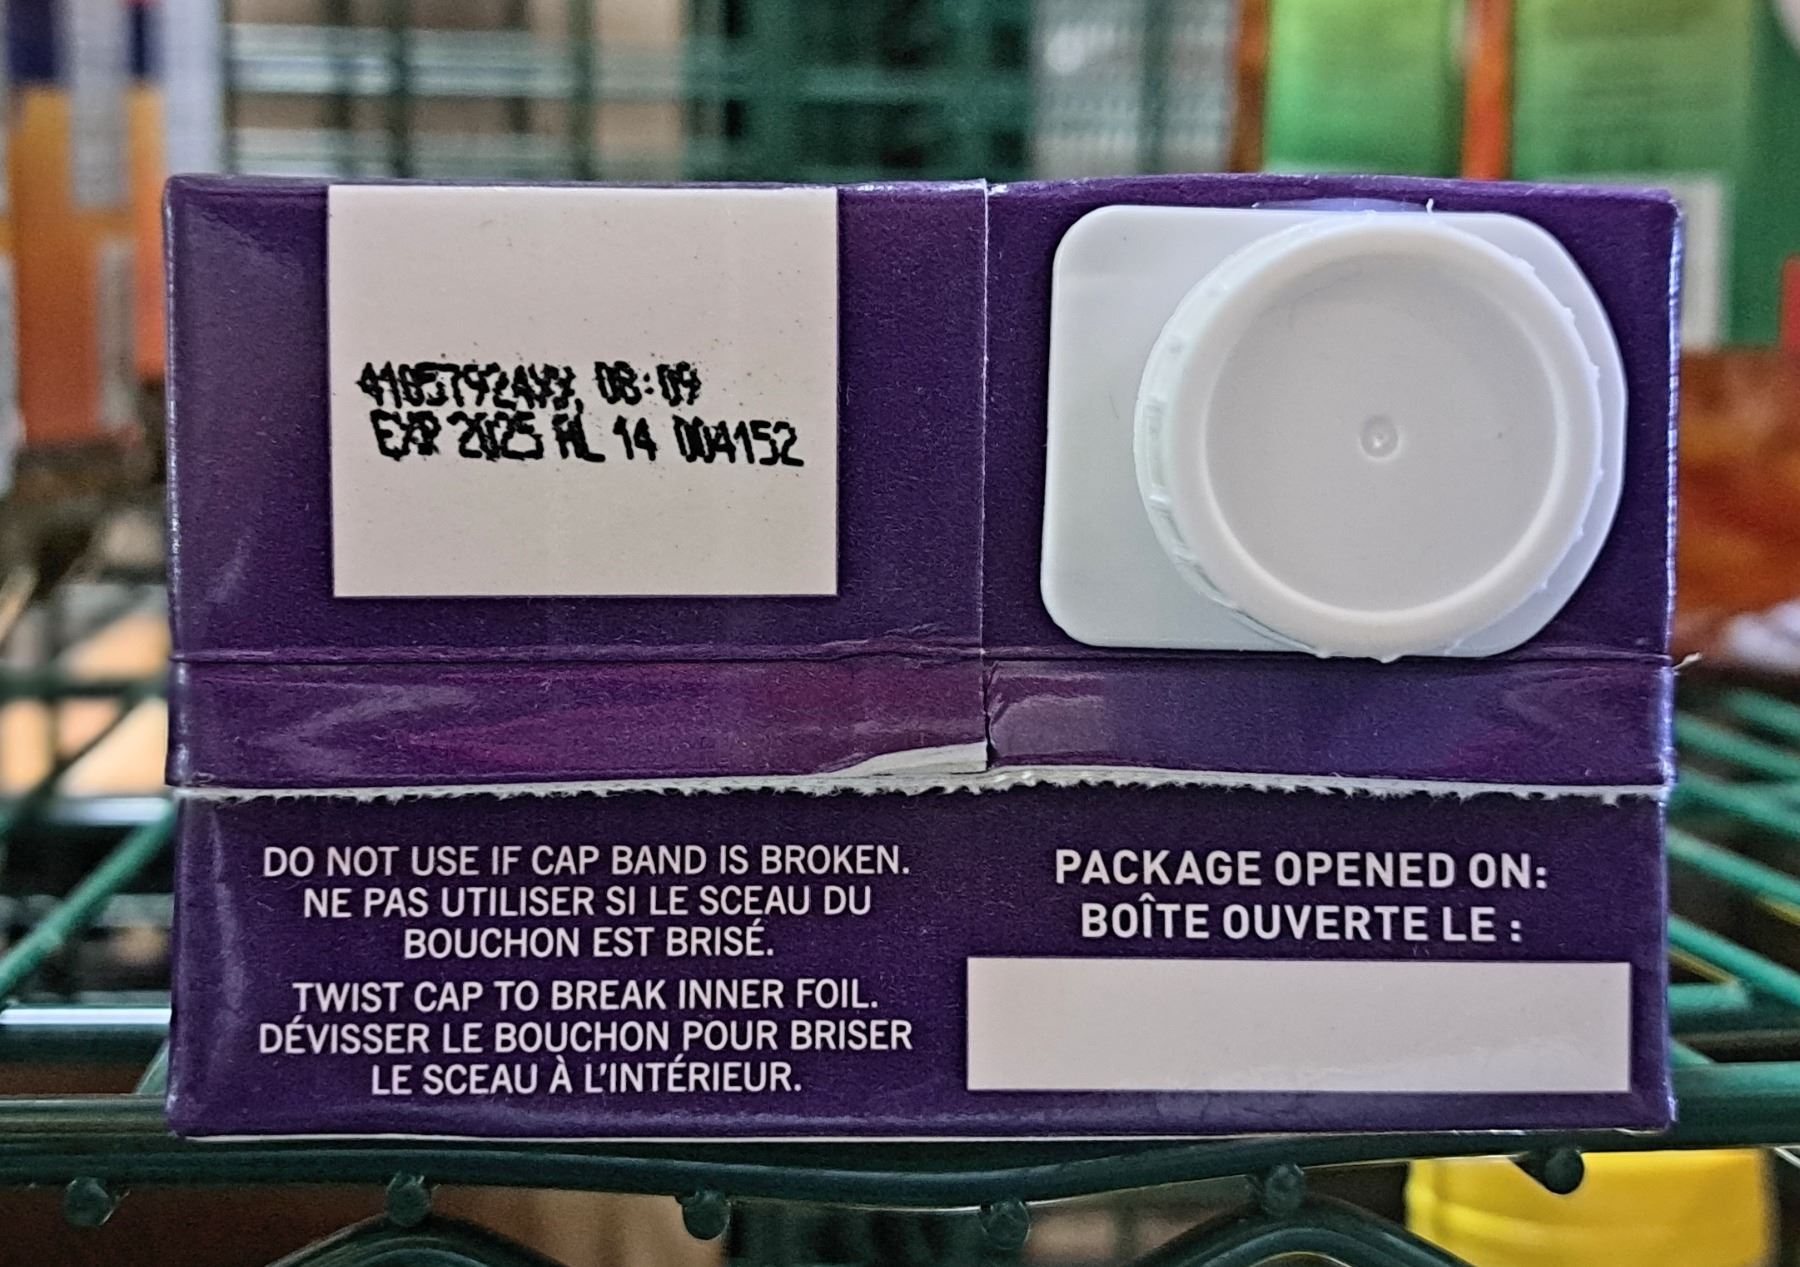 08:09
EXP 2025 AL 14 004152
DO NOT USE IF CAP BAND IS BROKEN.
NE PAS UTILISER SI LE SCEAU DU
BOUCHON EST BRISÉ.
TWIST CAP TO BREAK INNER FOIL.
DÉVISSER LE BOUCHON POUR BRISER
LE SCEAU À L'INTÉRIEUR.
PACKAGE OPENED ON:
BOÎTE OUVERTE LE :